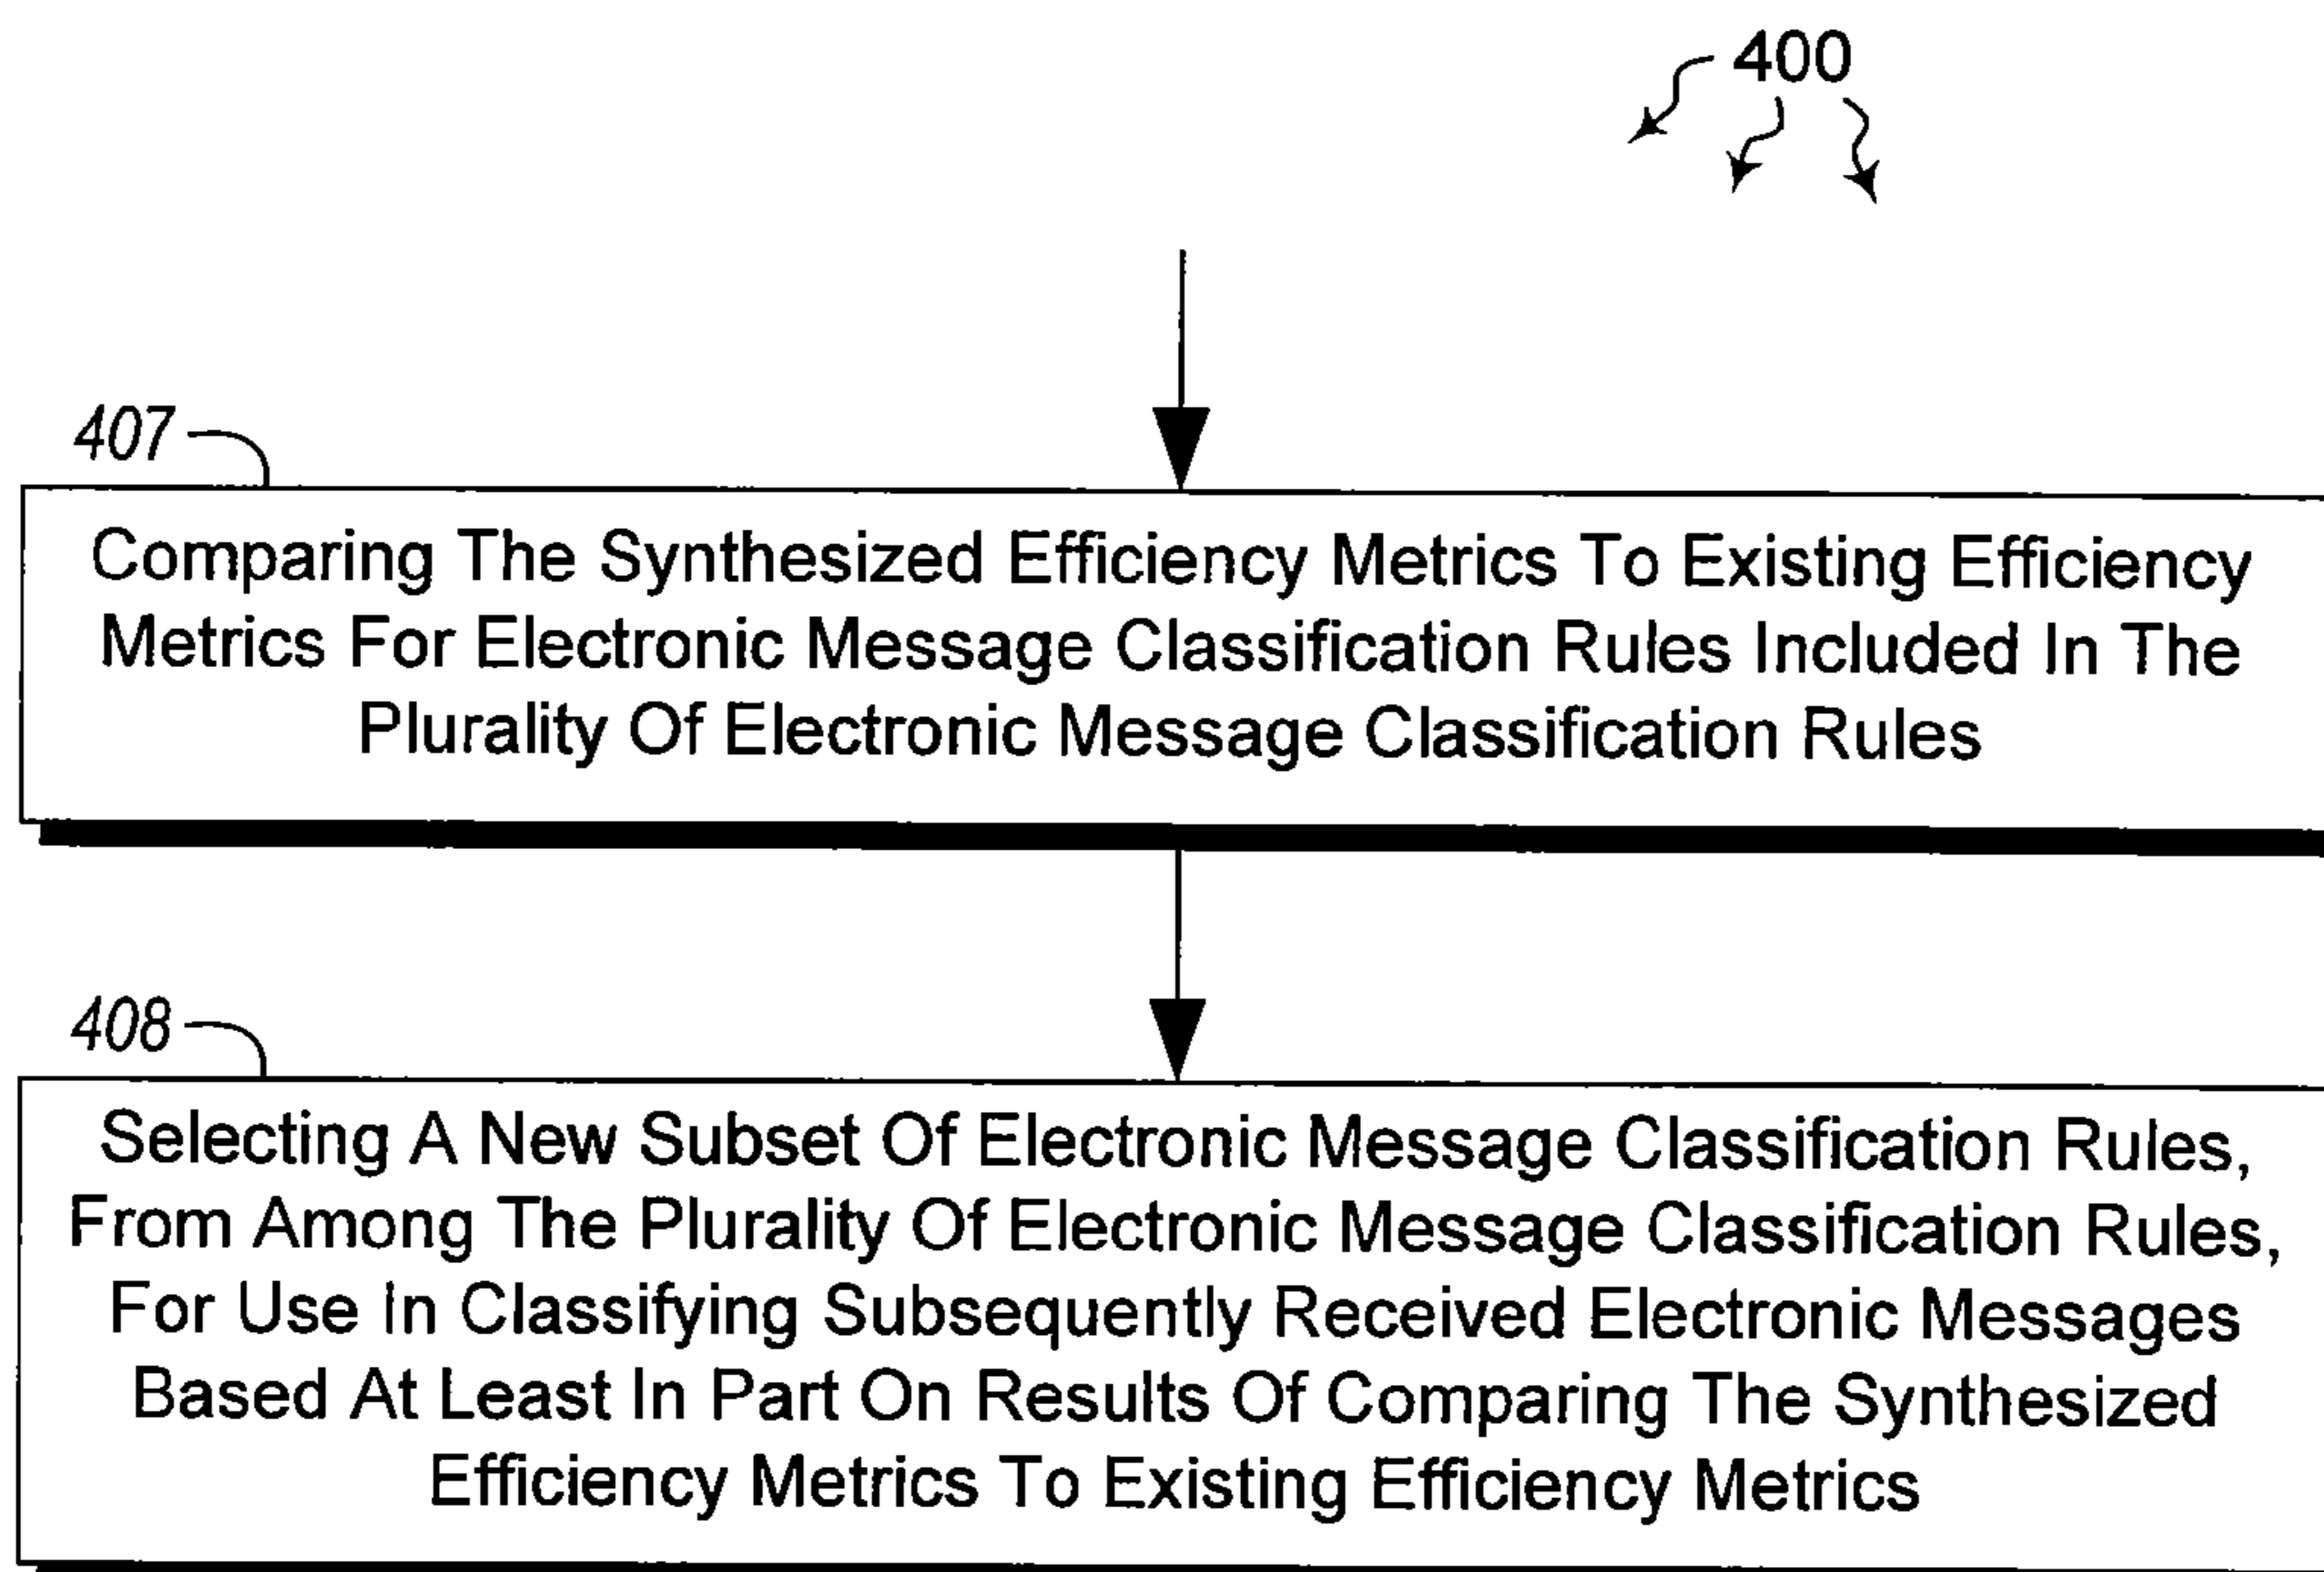 400
407
Comparing The Synthesized Efficiency Metrics To Existing Efficiency
Metrics For Electronic Message Classification Rules Included In The
Plurality Of Electronic Message Classification Rules
408
Selecting A New Subset Of Electronic Message Classification Rules,
From Among The Plurality Of Electronic Message Classification Rules,
For Use In Classifying Subsequently Received Electronic Messages
Based At Least In Part On Results Of Comparing The Synthesized
Efficiency Metrics To Existing Efficiency Metrics